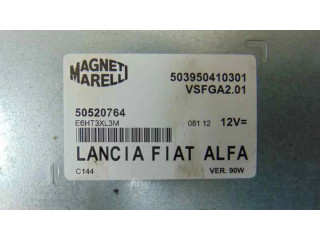 MAGNETI MARELLI
503950410301
VSFGA2.01
50520764
E6HT3XL3M
081 12 12V=
LANCIA FIAT ALFA
C144 VER. 90W